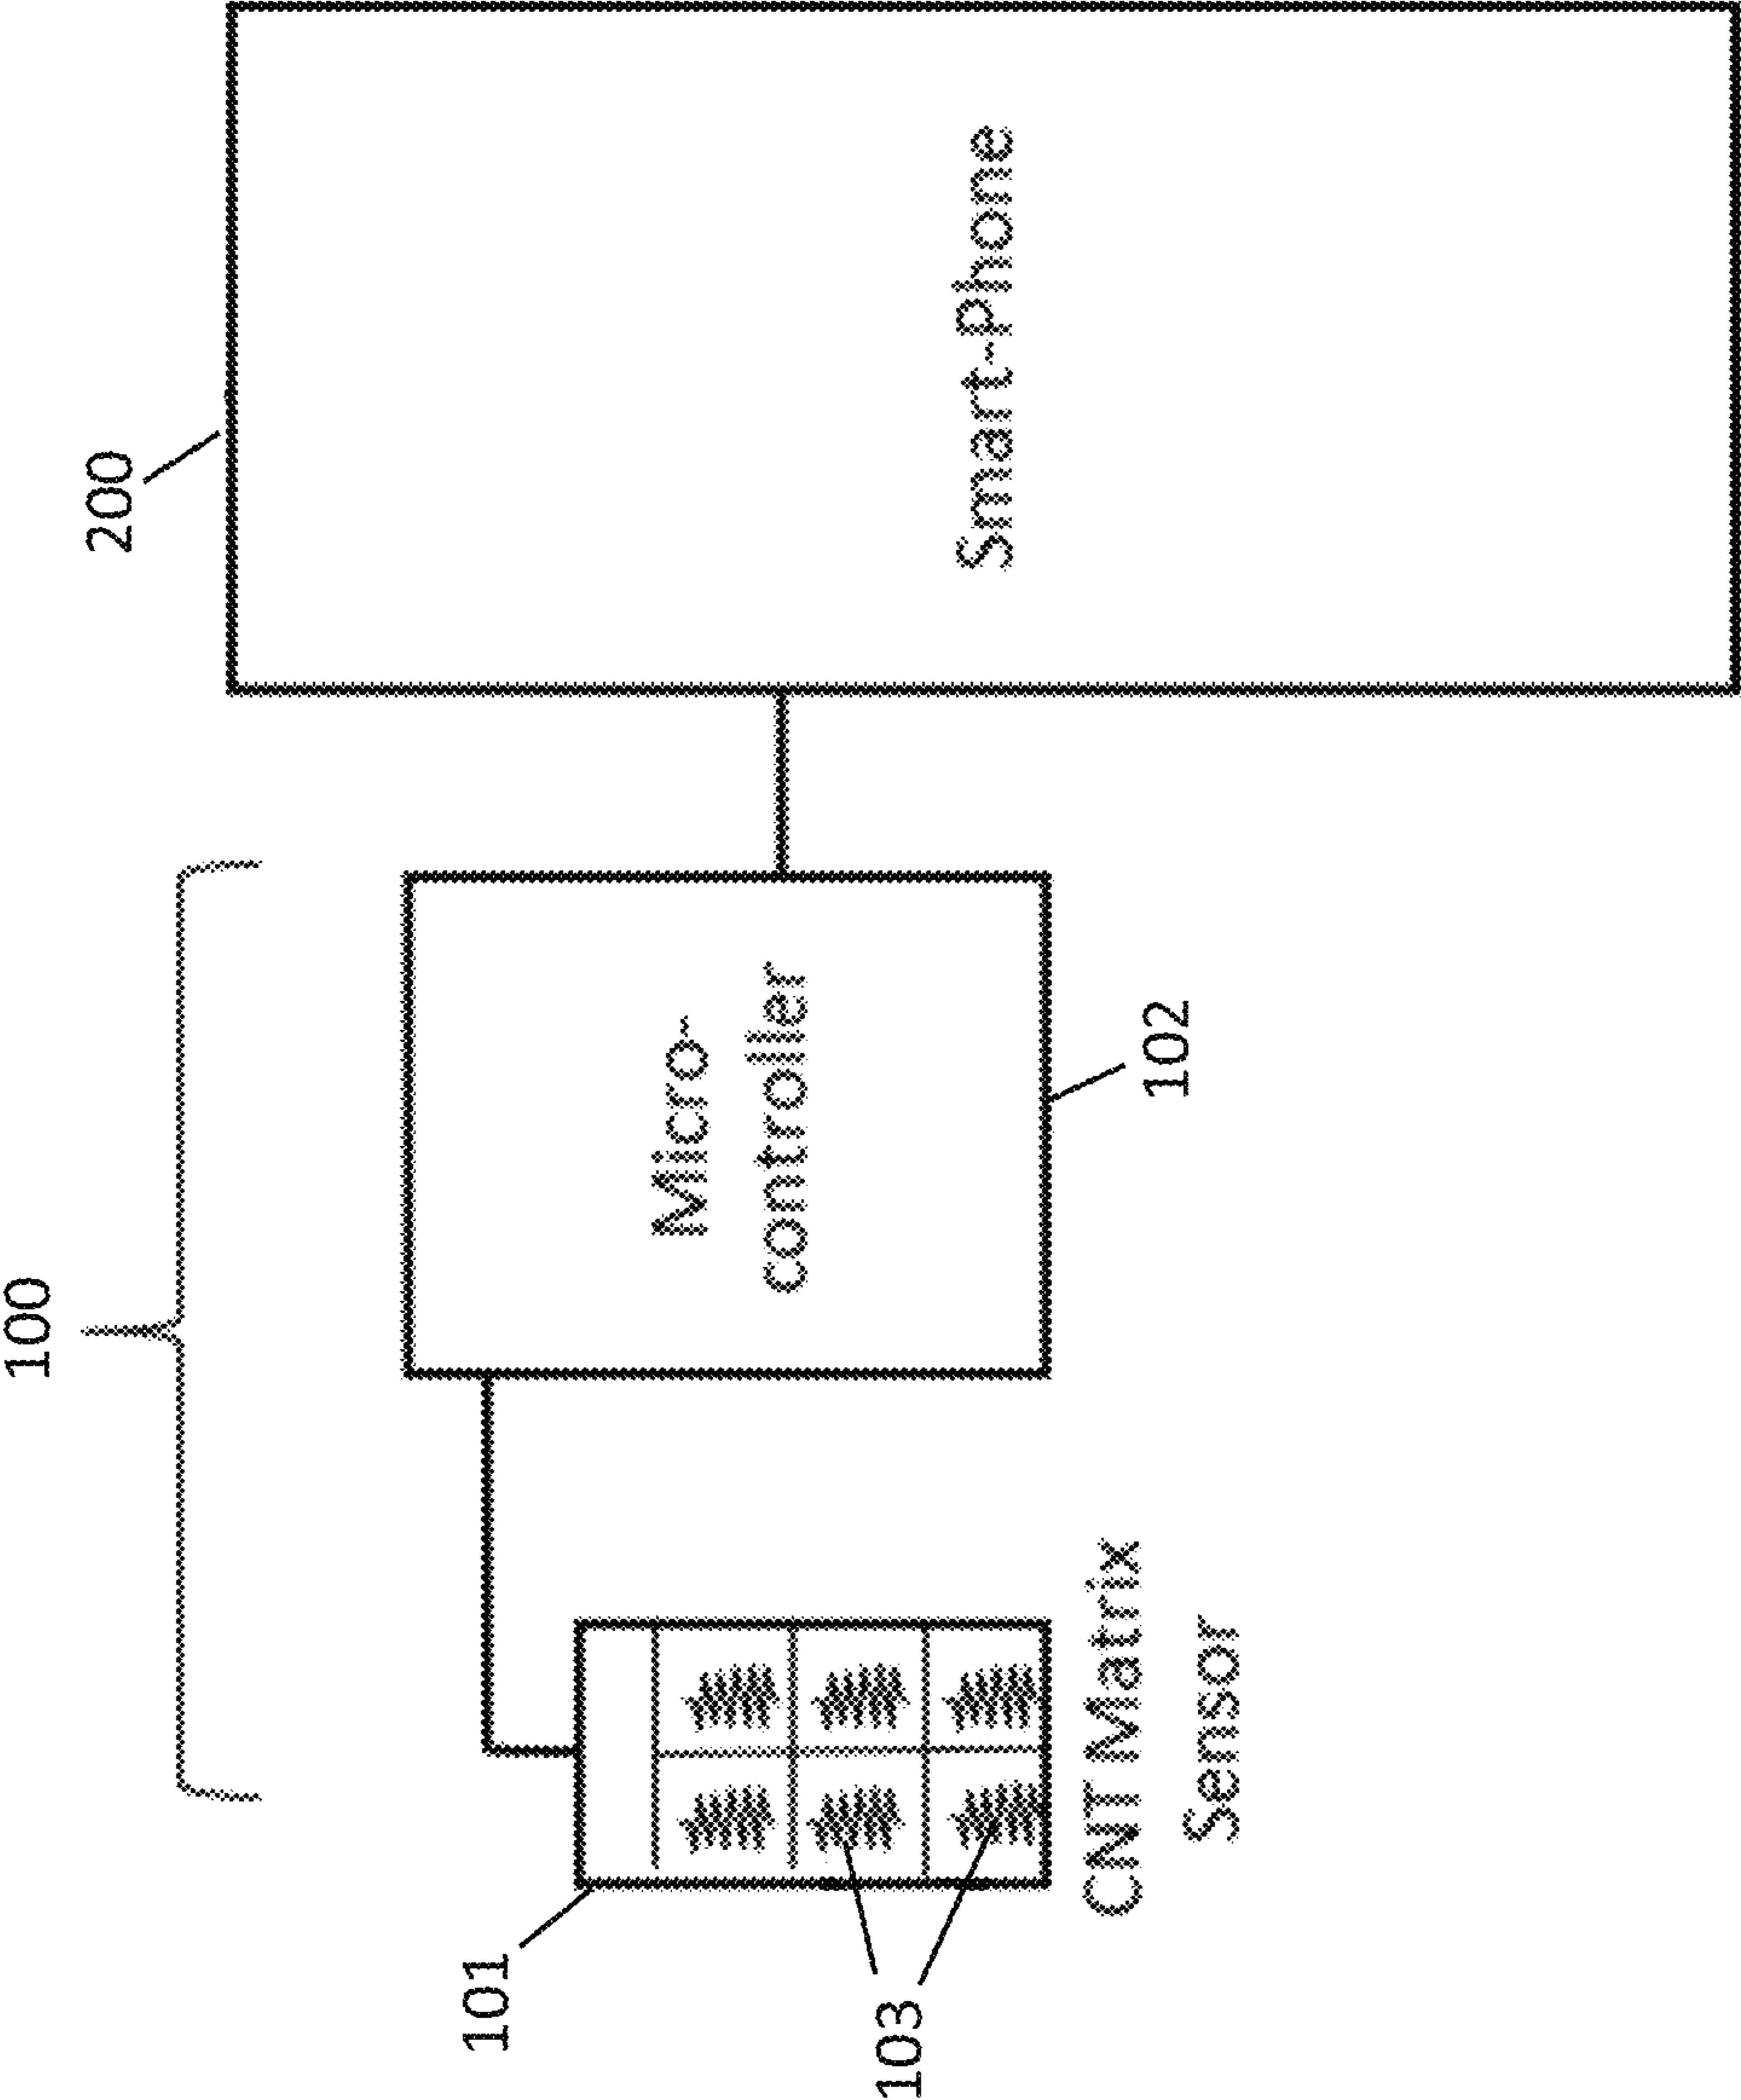 100
200
101
103
CNT Matrix
Sensor
Micro-
controller
102
Smart-phone